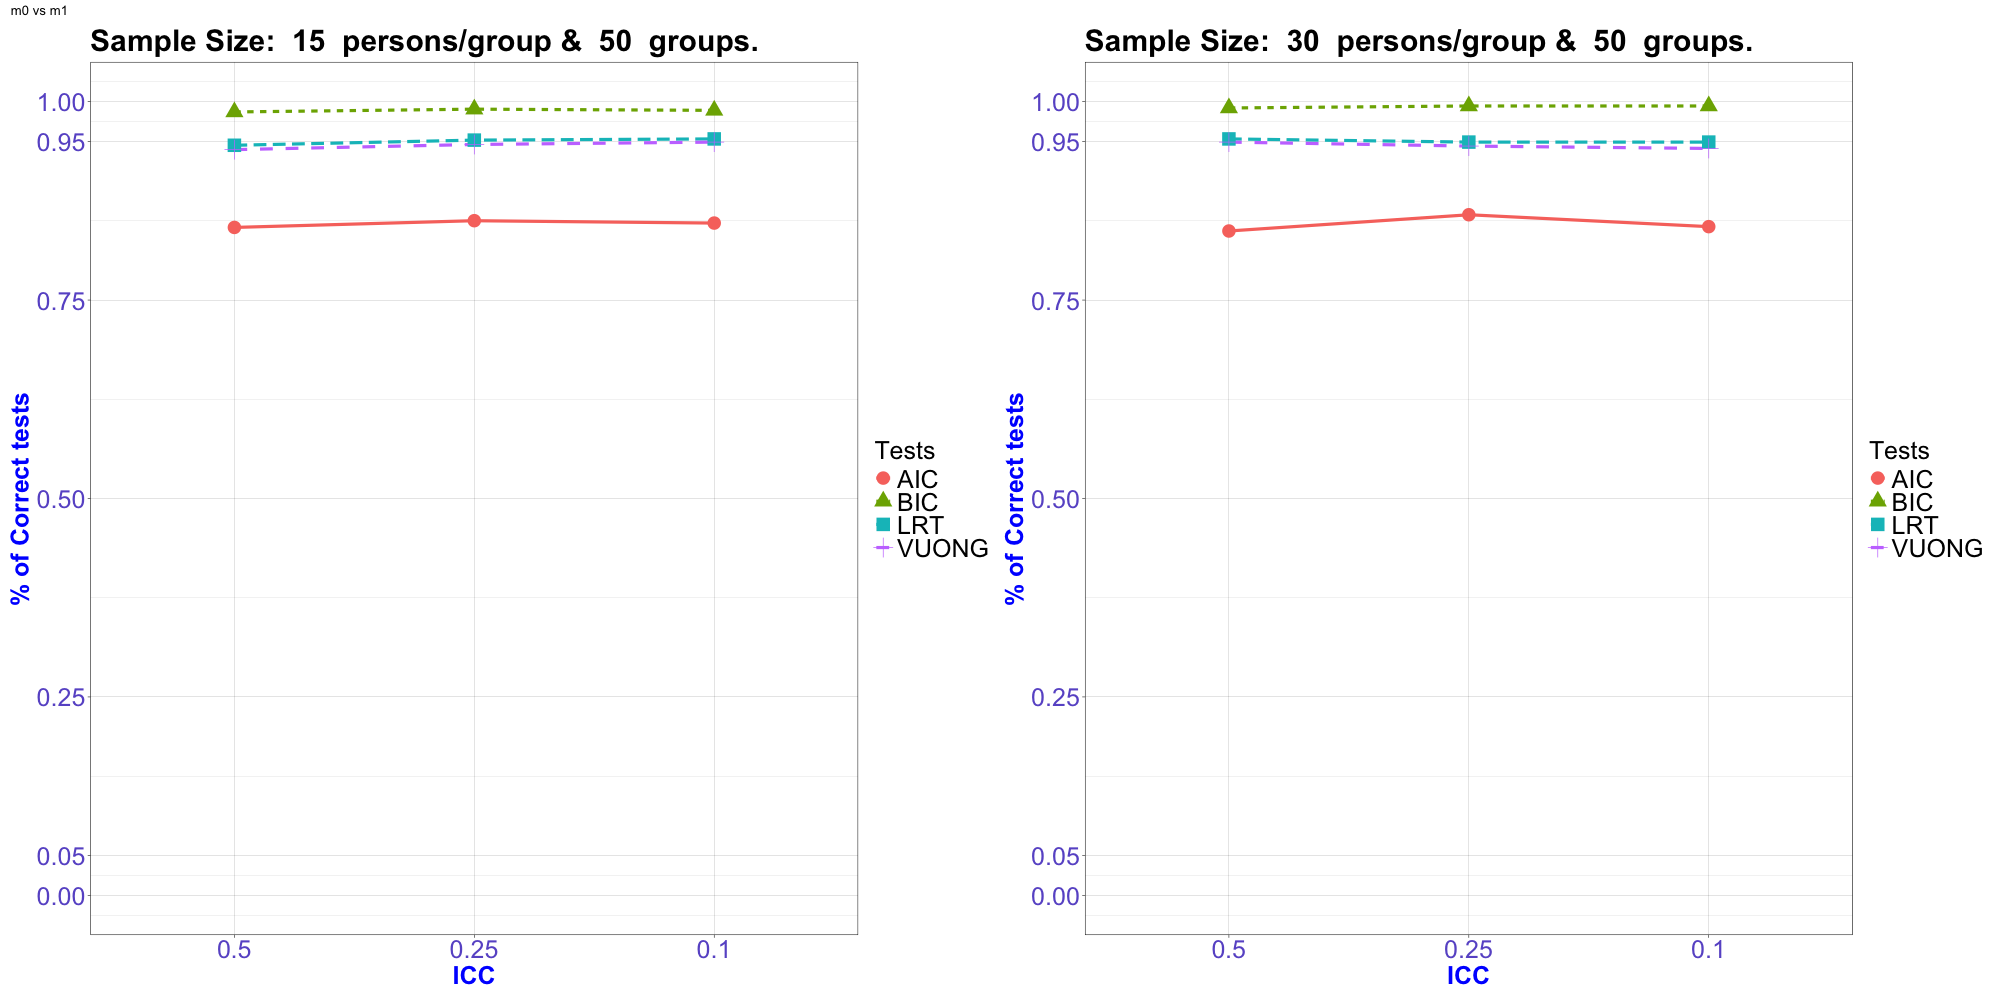 m0 vs m1
Sample Size:  15  persons/group &  50  groups.
% of Correct tests
1.00
0.95
0.75
0.50
0.25
0.05
0.00
0.5
0.25
0.1
ICC
Tests
AIC
BIC
LRT
VUONG
Sample Size:  30  persons/group &  50  groups.
% of Correct tests
1.00
0.95
0.75
0.50
0.25
0.05
0.00
0.5
0.25
0.1
ICC
Tests
AIC
BIC
LRT
VUONG